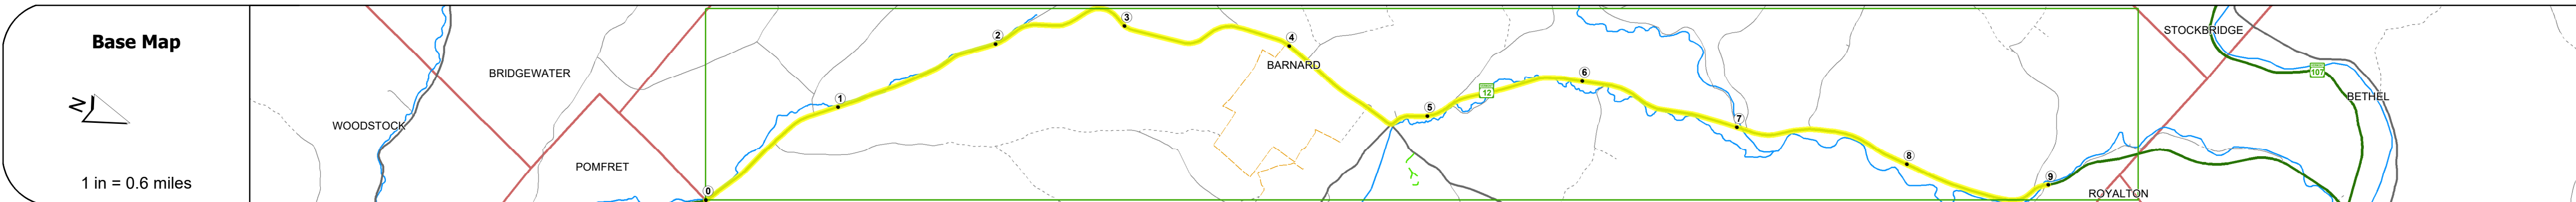 Base Map
N
1 in = 0.6 miles
WOODSTOCK
BRIDGEWATER
POMFRET
0
1
2
3
4
BARNARD
5
12
6
7
8
9
STOCKBRIDGE
107
BETHEL
ROYALTON